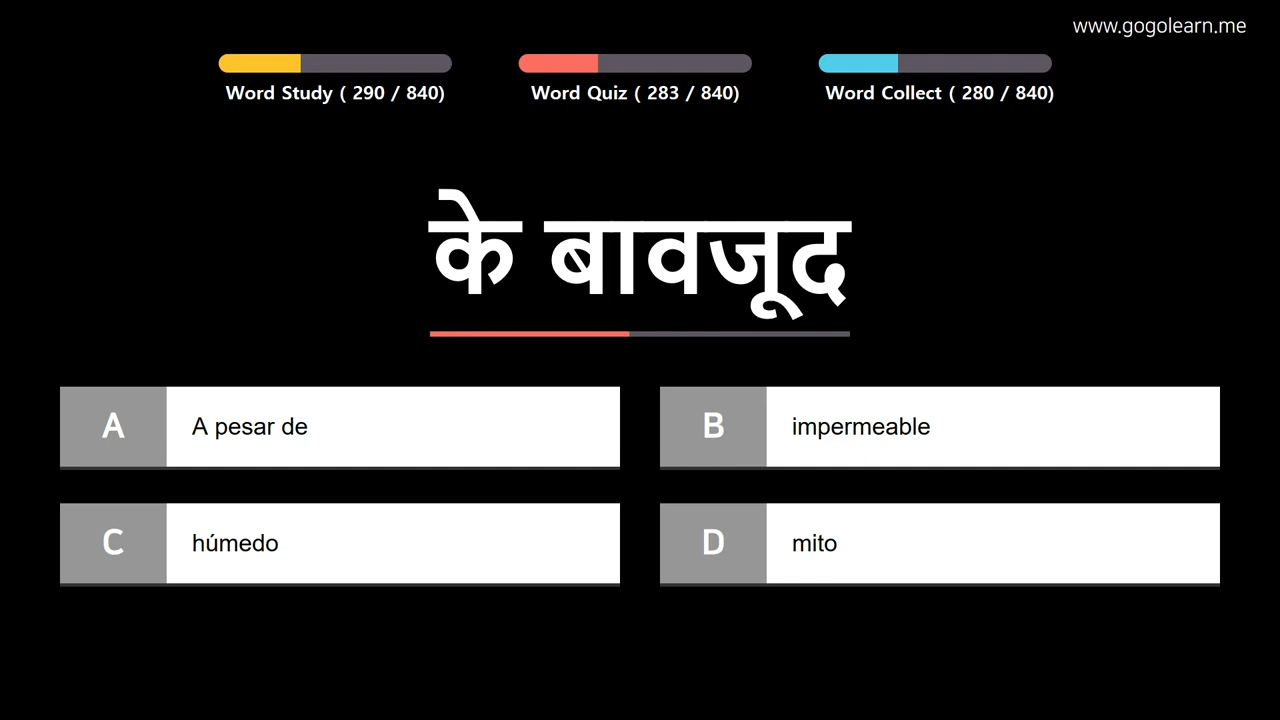 www.gogolearn.me
Word Study ( 290 / 840)
Word Quiz ( 283 / 840)
Word Collect ( 280 / 840)
के बावजूद
A
A pesar de
B
impermeable
C
húmedo
D
mito